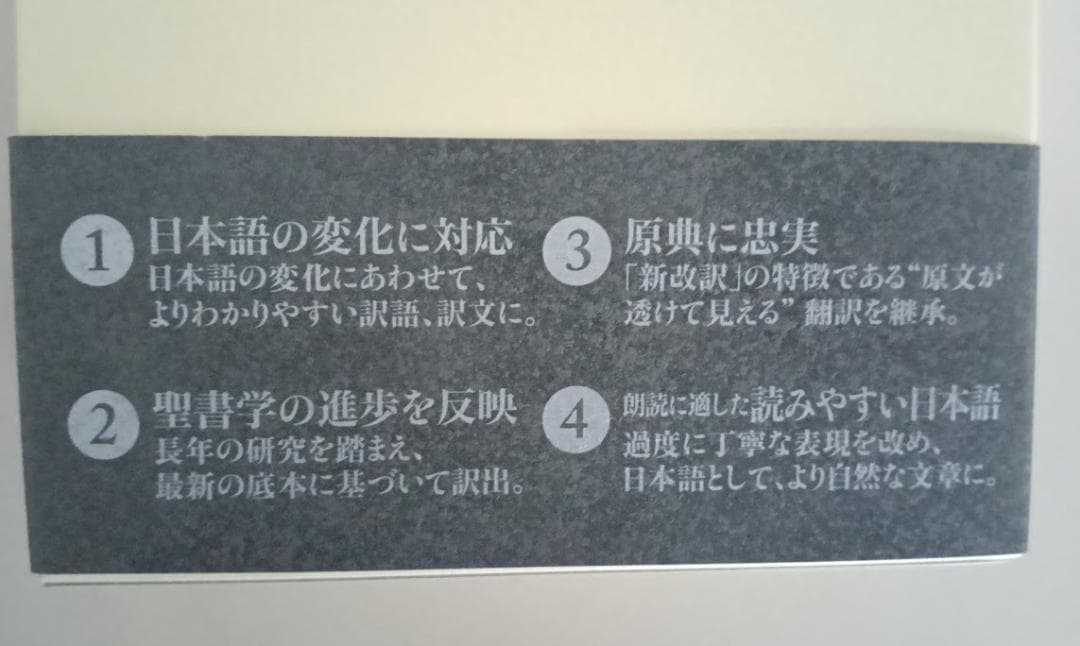 1 日本語の変化に対応
日本語の変化にあわせて、
よりわかりやすい訳語、訳文に。
2 聖書学の進歩を反映
長年の研究を踏まえ、
最新の底本に基づいて訳出。
3 原典に忠実
「新改訳」の特徴である“原文が
透けて見える”翻訳を継承。
4 朗読に適した読みやすい日本語
過度に丁寧な表現を改め、
日本語として、より自然な文章に。